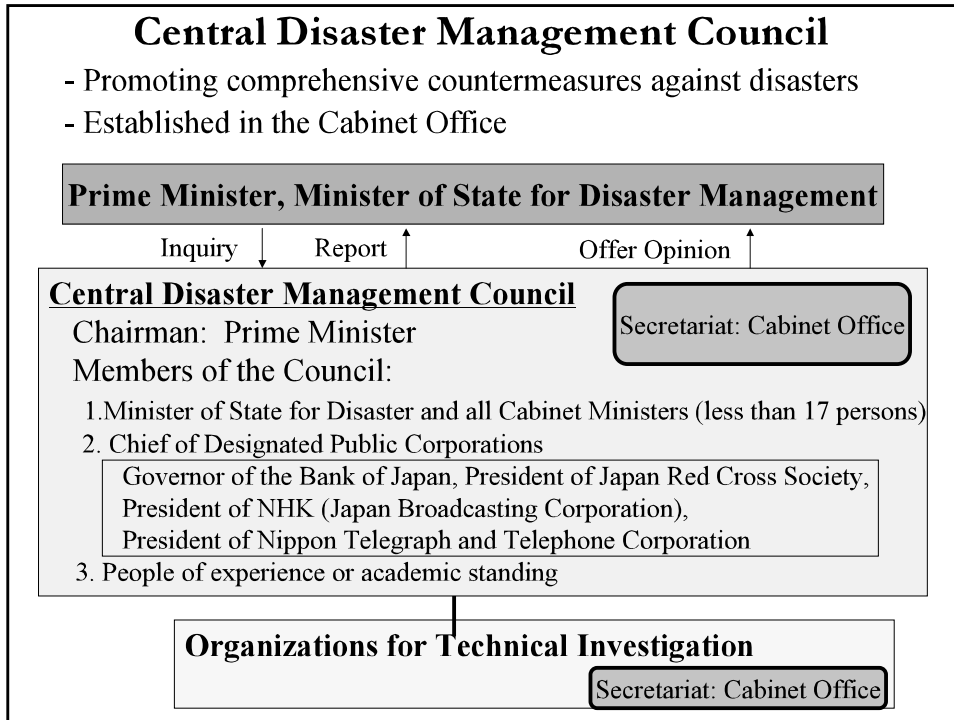 Central Disaster Management Council
- Promoting comprehensive countermeasures against disasters
- Established in the Cabinet Office
Prime Minister, Minister of State for Disaster Management
Inquiry
Report
Offer Opinion
Central Disaster Management Council
Secretariat: Cabinet Office
Chairman: Prime Minister
Members of the Council:
1.Minister of State for Disaster and all Cabinet Ministers (less than 17 persons)
2. Chief of Designated Public Corporations
Governor of the Bank of Japan, President of Japan Red Cross Society,
President of NHK (Japan Broadcasting Corporation),
President of Nippon Telegraph and Telephone Corporation
3. People of experience or academic standing
Organizations for Technical Investigation
Secretariat: Cabinet Office